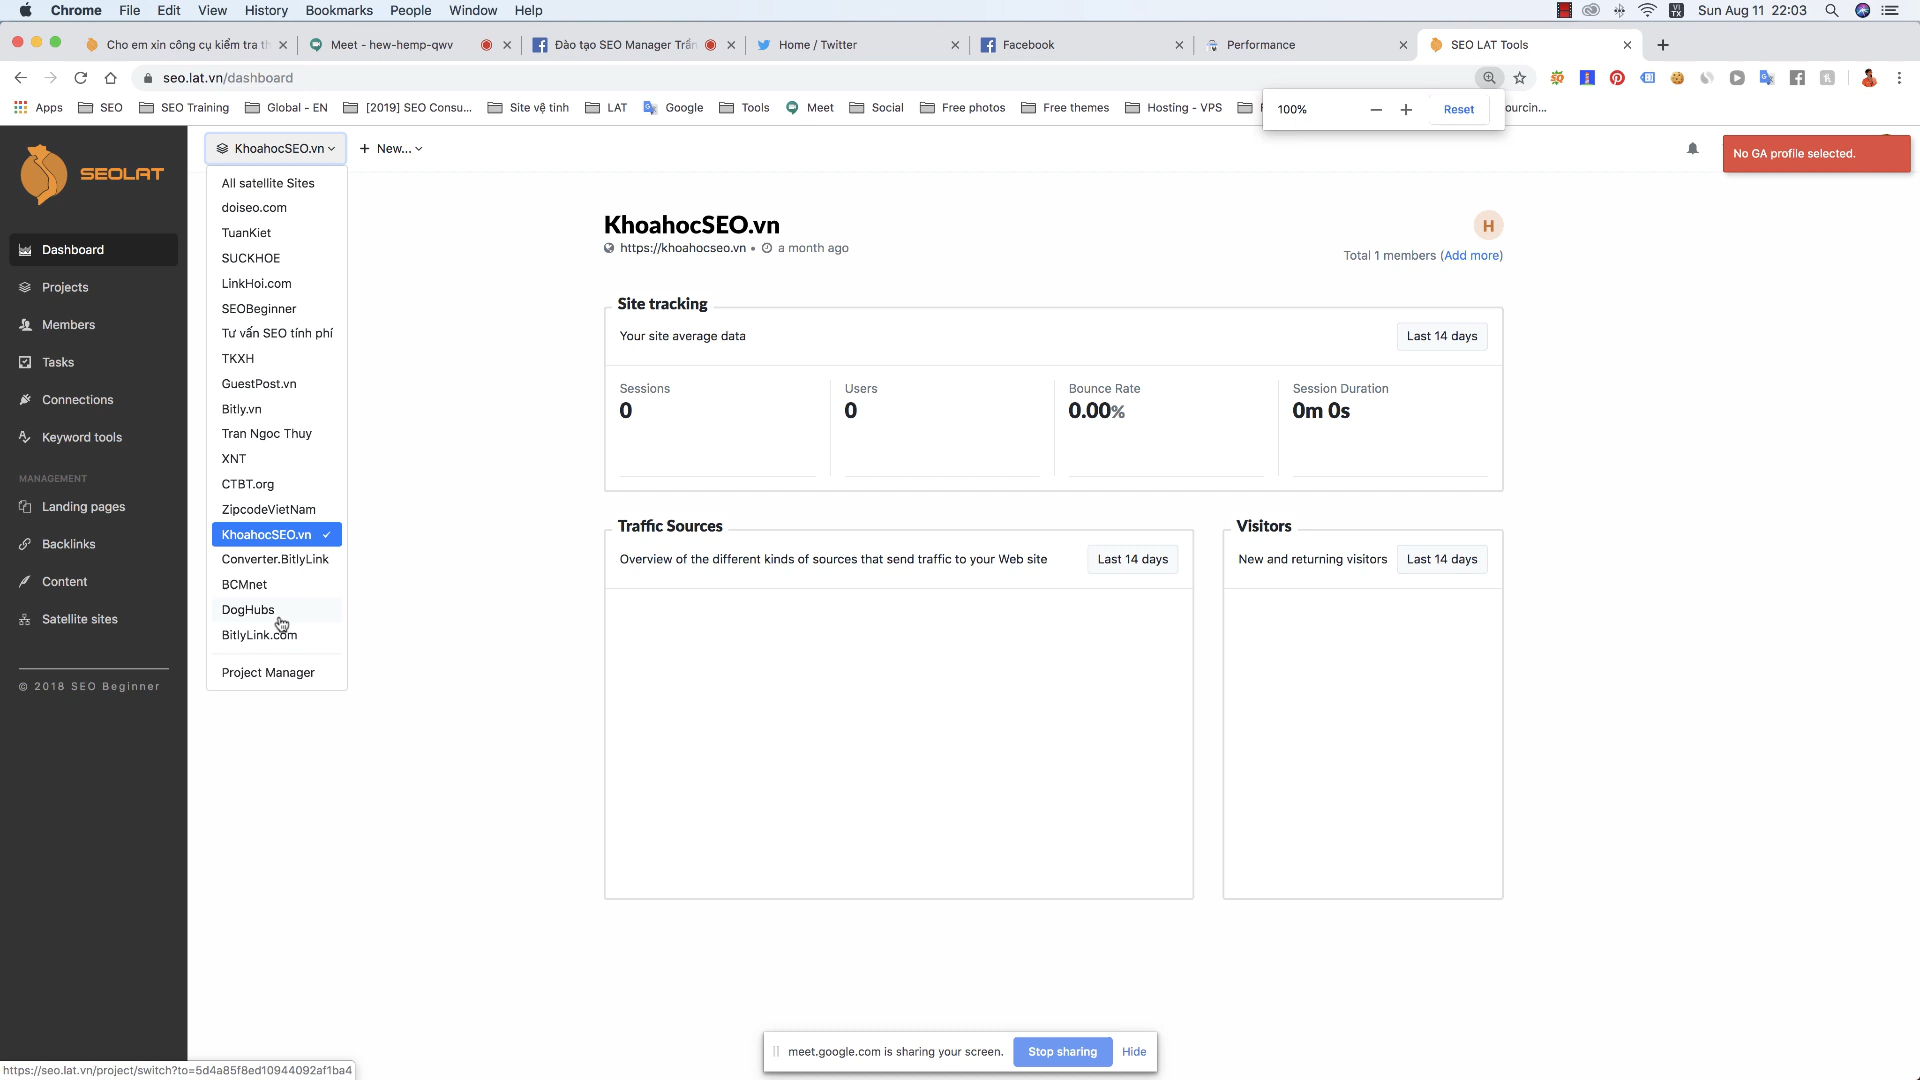 Chrome File Edit View History Bookmarks People Window Help
Sun Aug 11 22:03
Cho em xin công cụ kiểm tra th
Meet - hew-hemp-qwv
Đào tạo SEO Manager Trần
Home / Twitter
Facebook
Performance
SEO LAT Tools
seo.lat.vn/dashboard
Apps SEO SEO Training Global - EN [2019] SEO Consu... Site vệ tinh LAT Google Tools Meet Social Free photos Free themes Hosting - VPS ourcin...
100% Reset
SEOLAT
KhoahocSEO.vn
New...
No GA profile selected.
Dashboard
Projects
Members
Tasks
Connections
Keyword tools
MANAGEMENT
Landing pages
Backlinks
Content
Satellite sites
© 2018 SEO Beginner
All satellite Sites
doiseo.com
TuanKiet
SUCKHOE
LinkHoi.com
SEOBeginner
Tư vấn SEO tính phí
TKXH
GuestPost.vn
Bitly.vn
Tran Ngoc Thuy
XNT
CTBT.org
ZipcodeVietNam
KhoahocSEO.vn
Converter.BitlyLink
BCMnet
DogHubs
BitlyLink.com
Project Manager
KhoahocSEO.vn
https://khoahocseo.vn • a month ago
H
Total 1 members (Add more)
Site tracking
Your site average data
Last 14 days
Sessions
0
Users
0
Bounce Rate
0.00%
Session Duration
0m 0s
Traffic Sources
Overview of the different kinds of sources that send traffic to your Web site
Last 14 days
Visitors
New and returning visitors
Last 14 days
meet.google.com is sharing your screen. Stop sharing Hide
https://seo.lat.vn/project/switch?to=5d4a85f8ed10944092af1ba4